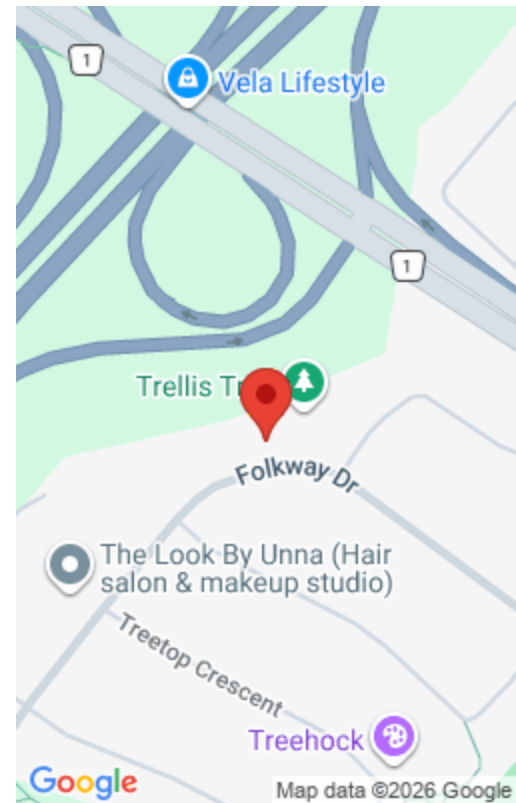 1
Vela Lifestyle
1
Trellis
Folkway Dr
The Look By Unna (Hair
salon & makeup studio)
Treetop Crescent
Treehock
Google
Map data ©2026 Google